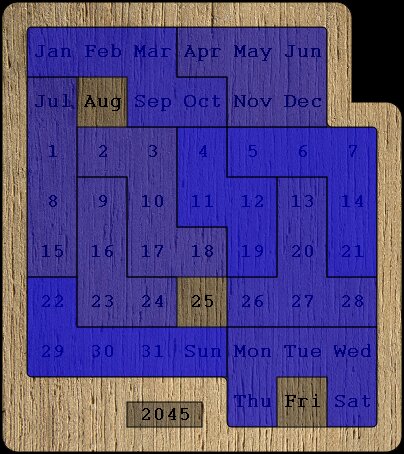 Jan Feb Mar Apr May Jun
Jul Aug Sep Oct Nov Dec
1 2 3 4 5 6 7
8 9 10 11 12 13 14
15 16 17 18 19 20 21
22 23 24 25 26 27 28
29 30 31 Sun Mon Tue Wed
Thu Fri Sat
2045